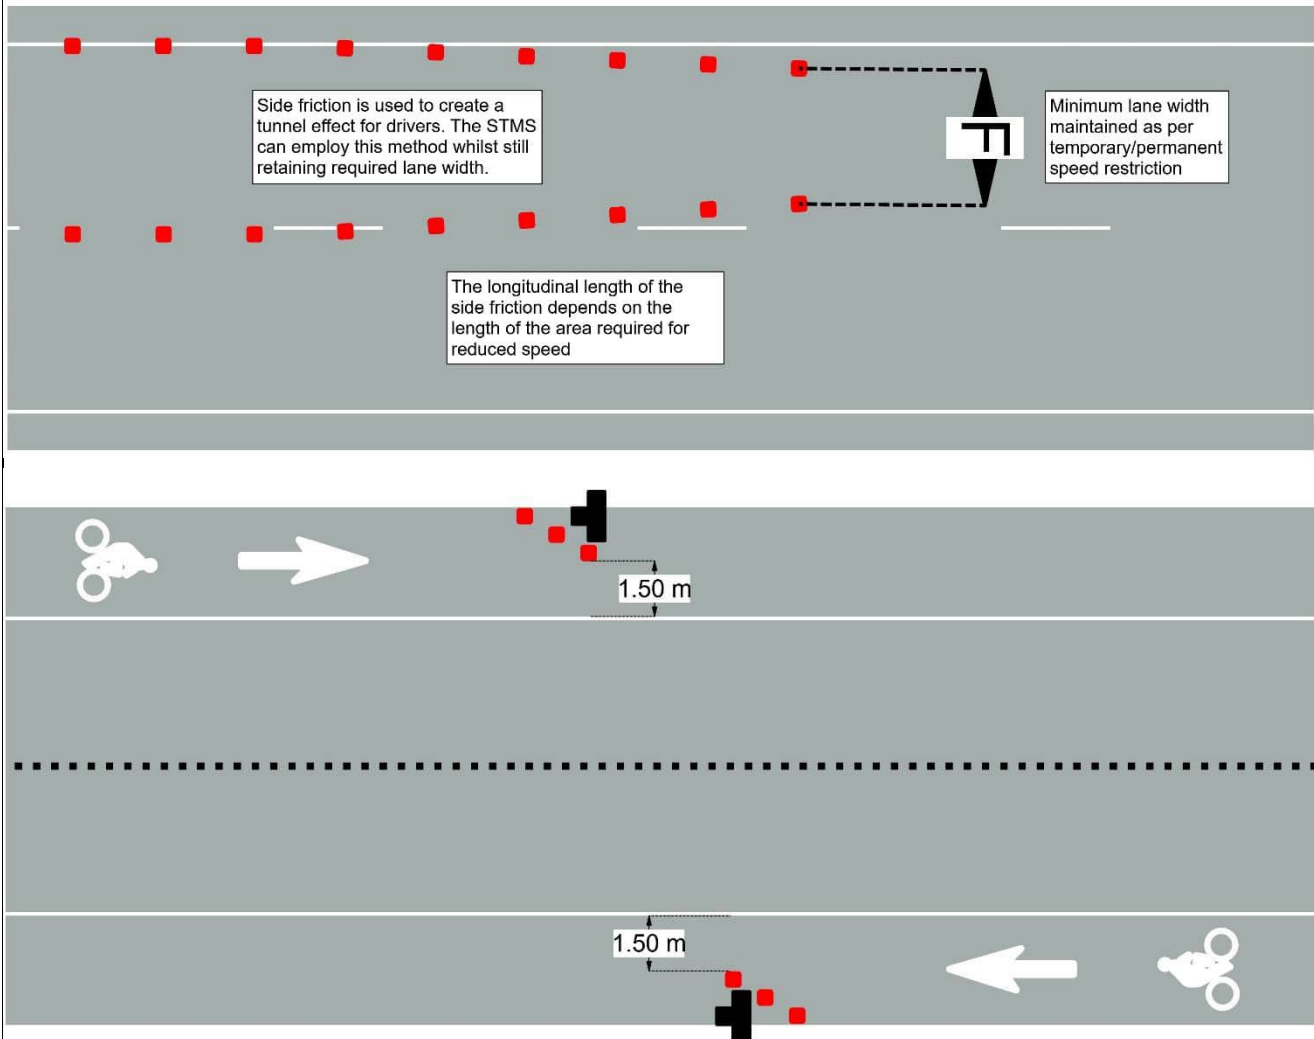 Side friction is used to create a
tunnel effect for drivers. The STMS
can employ this method whilst still
retaining required lane width.
F
Minimum lane width
maintained as per
temporary/permanent
speed restriction
The longitudinal length of the
side friction depends on the
length of the area required for
reduced speed
1.50 m
1.50 m